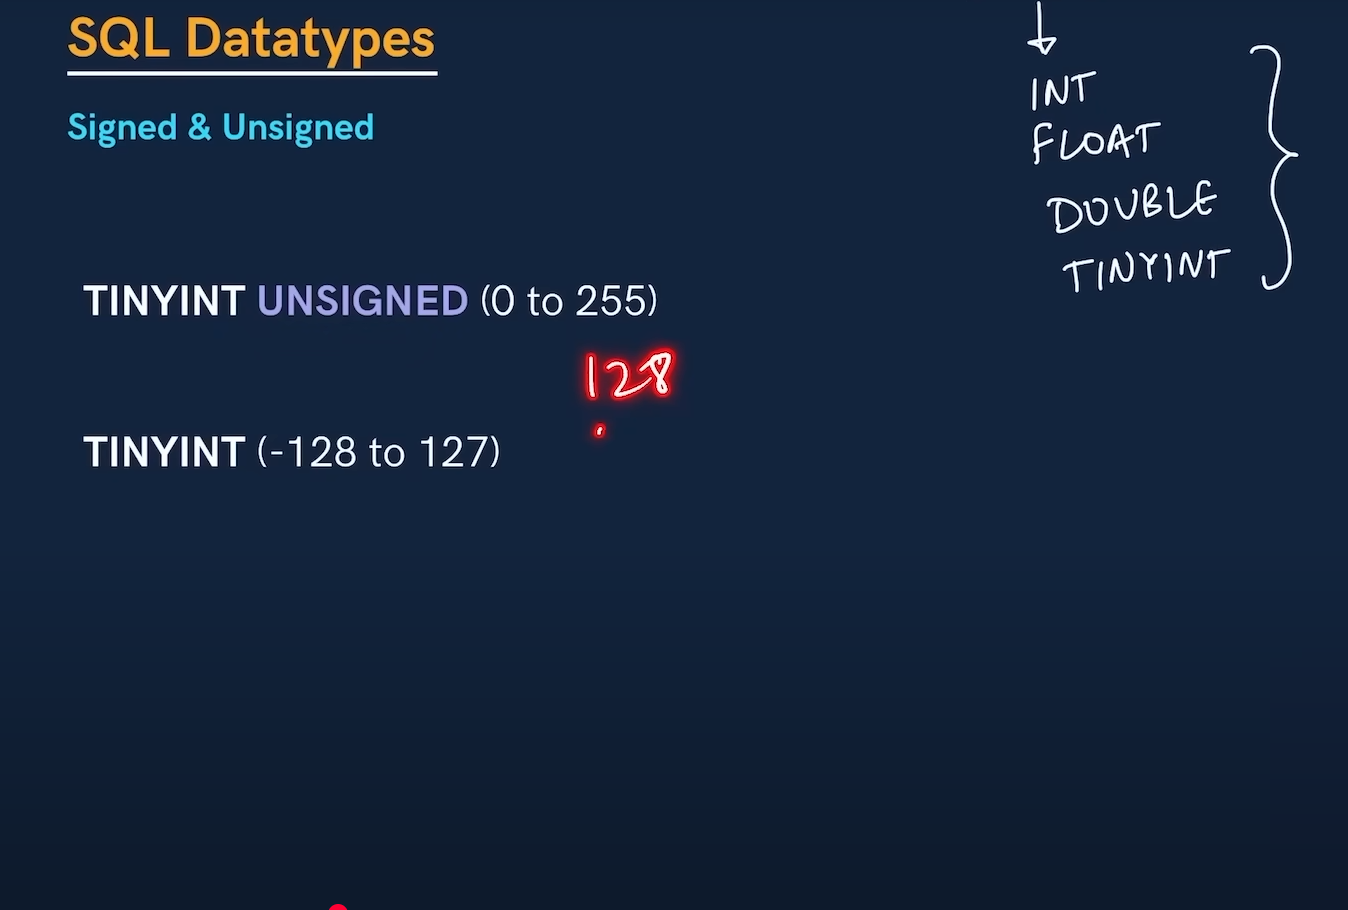 SQL Datatypes
Signed & Unsigned
INT
FLOAT
DOUBLE
TINYINT
TINYINT UNSIGNED (0 to 255)
128
TINYINT (-128 to 127)